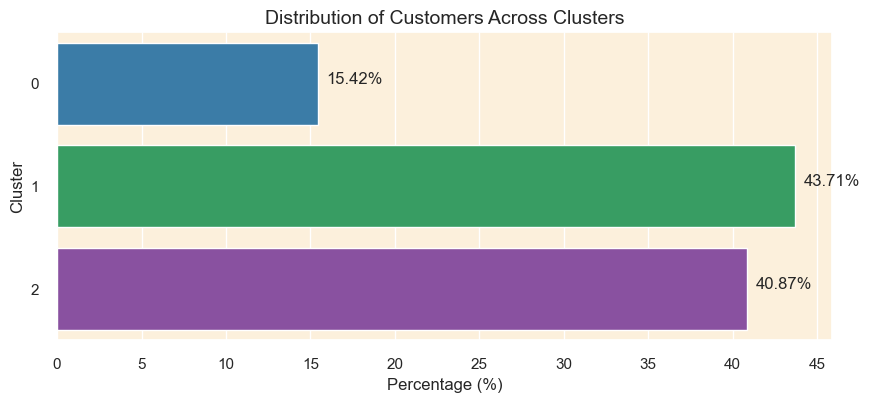 Distribution of Customers Across Clusters
Cluster
0
15.42%
1
43.71%
2
40.87%
0 5 10 15 20 25 30 35 40 45
Percentage (%)